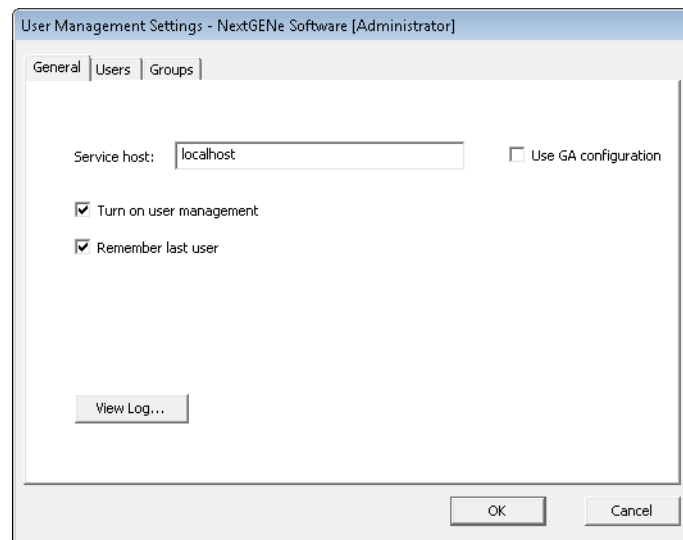 User Management Settings - NextGENe Software [Administrator]
General Users Groups
Service host: localhost Use GA configuration
Turn on user management
Remember last user
View Log...
OK Cancel